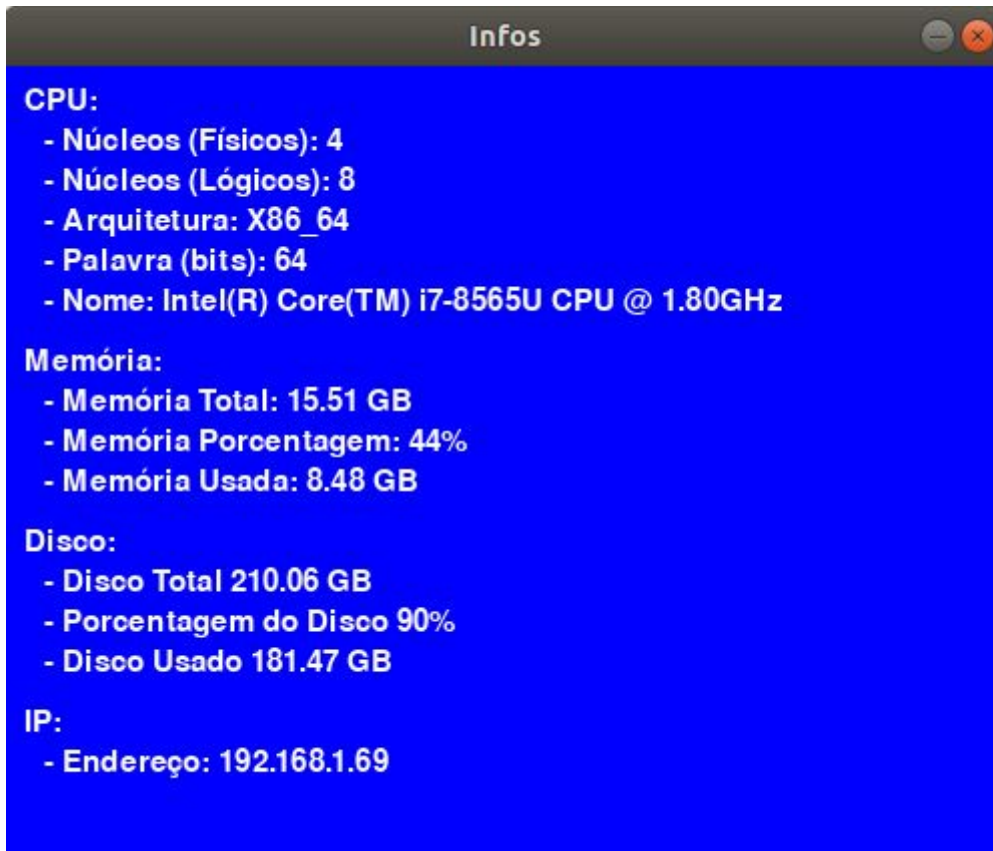 Infos
CPU:
- Núcleos (Físicos): 4
- Núcleos (Lógicos): 8
- Arquitetura: X86_64
- Palavra (bits): 64
- Nome: Intel(R) Core(TM) i7-8565U CPU @ 1.80GHz
Memória:
- Memória Total: 15.51 GB
- Memória Porcentagem: 44%
- Memória Usada: 8.48 GB
Disco:
- Disco Total 210.06 GB
- Porcentagem do Disco 90%
- Disco Usado 181.47 GB
IP:
- Endereço: 192.168.1.69